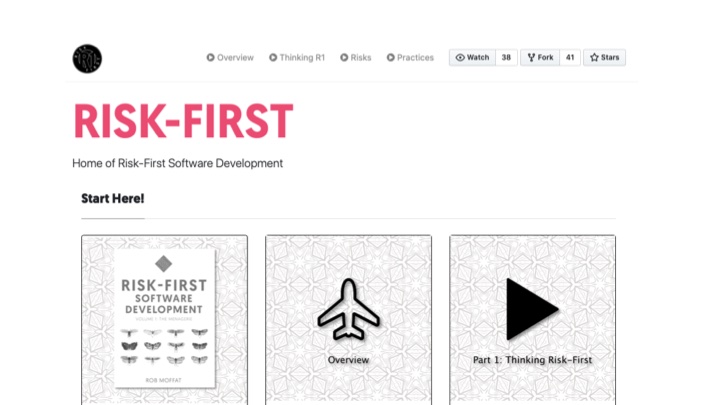 Overview Thinking R1 Risks Practices Watch 38 Fork 41 Stars
RISK-FIRST
Home of Risk-First Software Development
Start Here!
RISK-FIRST
SOFTWARE
DEVELOPMENT
VOLUME 1: THE MENAGERIE
ROB MOFFAT
Overview
Part 1: Thinking Risk-First